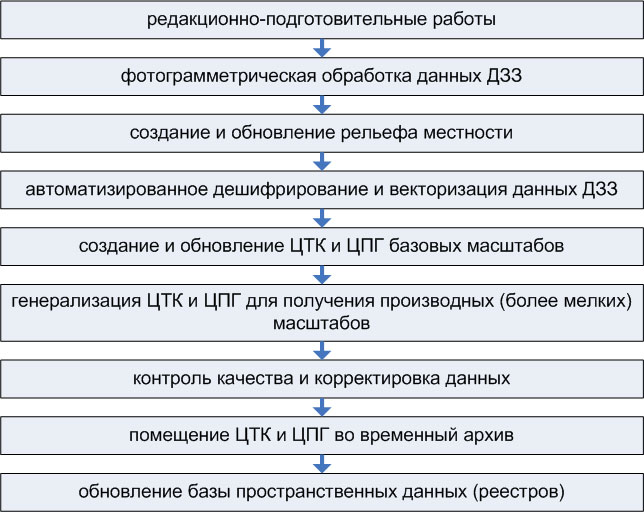 редакционно-подготовительные работы
фотограмметрическая обработка данных ДЗЗ
создание и обновление рельефа местности
автоматизированное дешифрирование и векторизация данных ДЗЗ
создание и обновление ЦТК и ЦПГ базовых масштабов
генерализация ЦТК и ЦПГ для получения производных (более мелких)
масштабов
контроль качества и корректировка данных
помещение ЦТК и ЦПГ во временный архив
обновление базы пространственных данных (реестров)